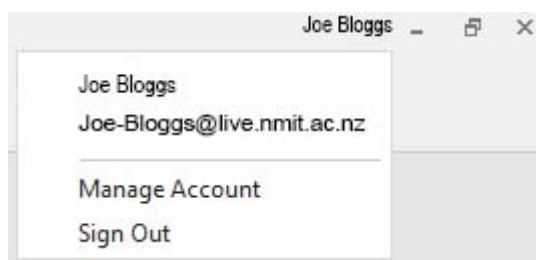 Joe Bloggs
Joe Bloggs
Joe-Bloggs@live.nmit.ac.nz
Manage Account
Sign Out